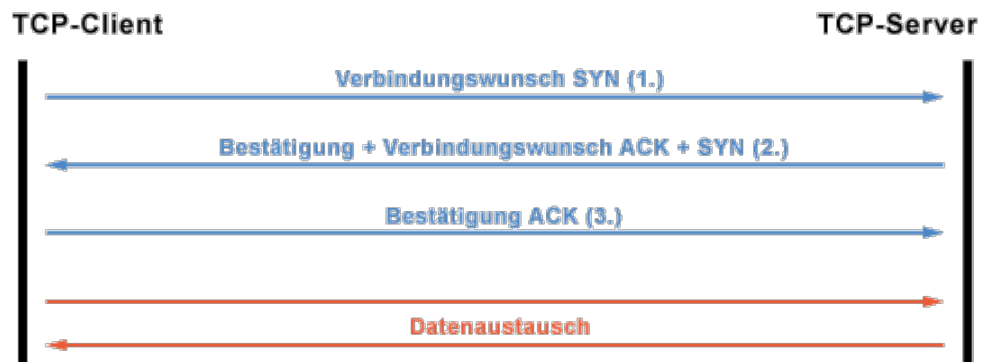 TCP-Client
TCP-Server
Verbindungswunsch SYN (1.)
Bestätigung + Verbindungswunsch ACK + SYN (2.)
Bestätigung ACK (3.)
Datenaustausch